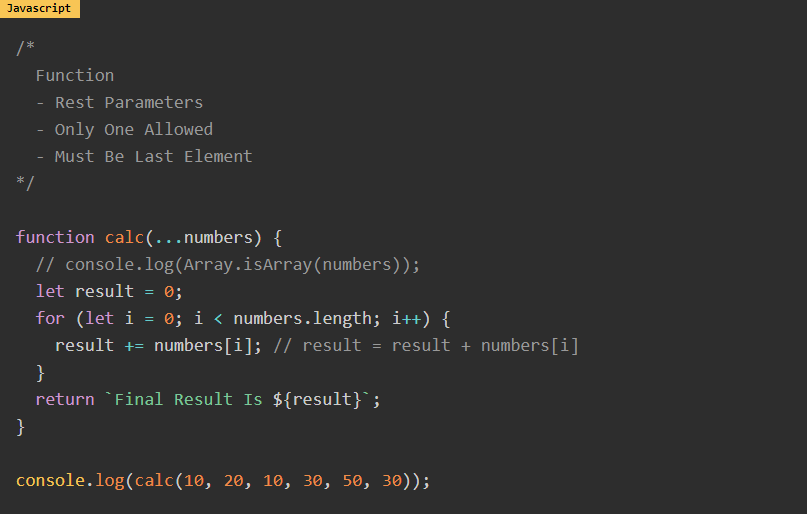 Javascript
/*
  Function
  - Rest Parameters
  - Only One Allowed
  - Must Be Last Element
*/
function calc(...numbers) {
  // console.log(Array.isArray(numbers));
  let result = 0;
  for (let i = 0; i < numbers.length; i++) {
    result += numbers[i]; // result = result + numbers[i]
  }
  return `Final Result Is ${result}`;
}
console.log(calc(10, 20, 10, 30, 50, 30));